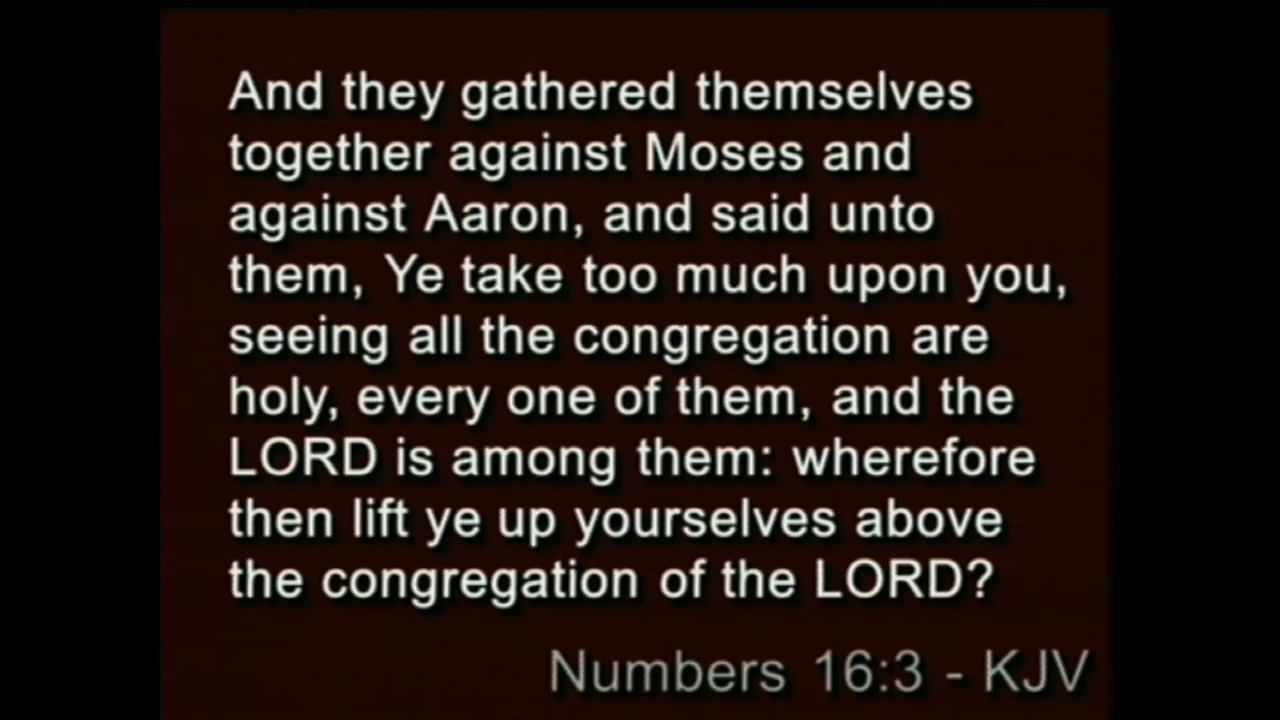 And they gathered themselves
together against Moses and
against Aaron, and said unto
them, Ye take too much upon you,
seeing all the congregation are
holy, every one of them, and the
LORD is among them: wherefore
then lift ye up yourselves above
the congregation of the LORD?
Numbers 16:3 - KJV